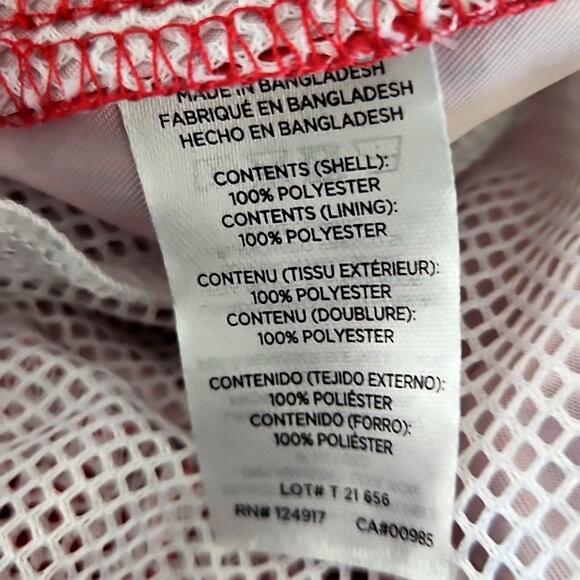 MADE IN BANGLADESH
FABRIQUÉ EN BANGLADESH
HECHO EN BANGLADESH
CONTENTS (SHELL):
100% POLYESTER
CONTENTS (LINING):
100% POLYESTER
CONTENU (TISSU EXTÉRIEUR):
100% POLYESTER
CONTENU (DOUBLURE):
100% POLYESTER
CONTENIDO (TEJIDO EXTERNO):
100% POLIÉSTER
CONTENIDO (FORRO):
100% POLIÉSTER
LOT# T 21 656
RN# 124917 CA#00985